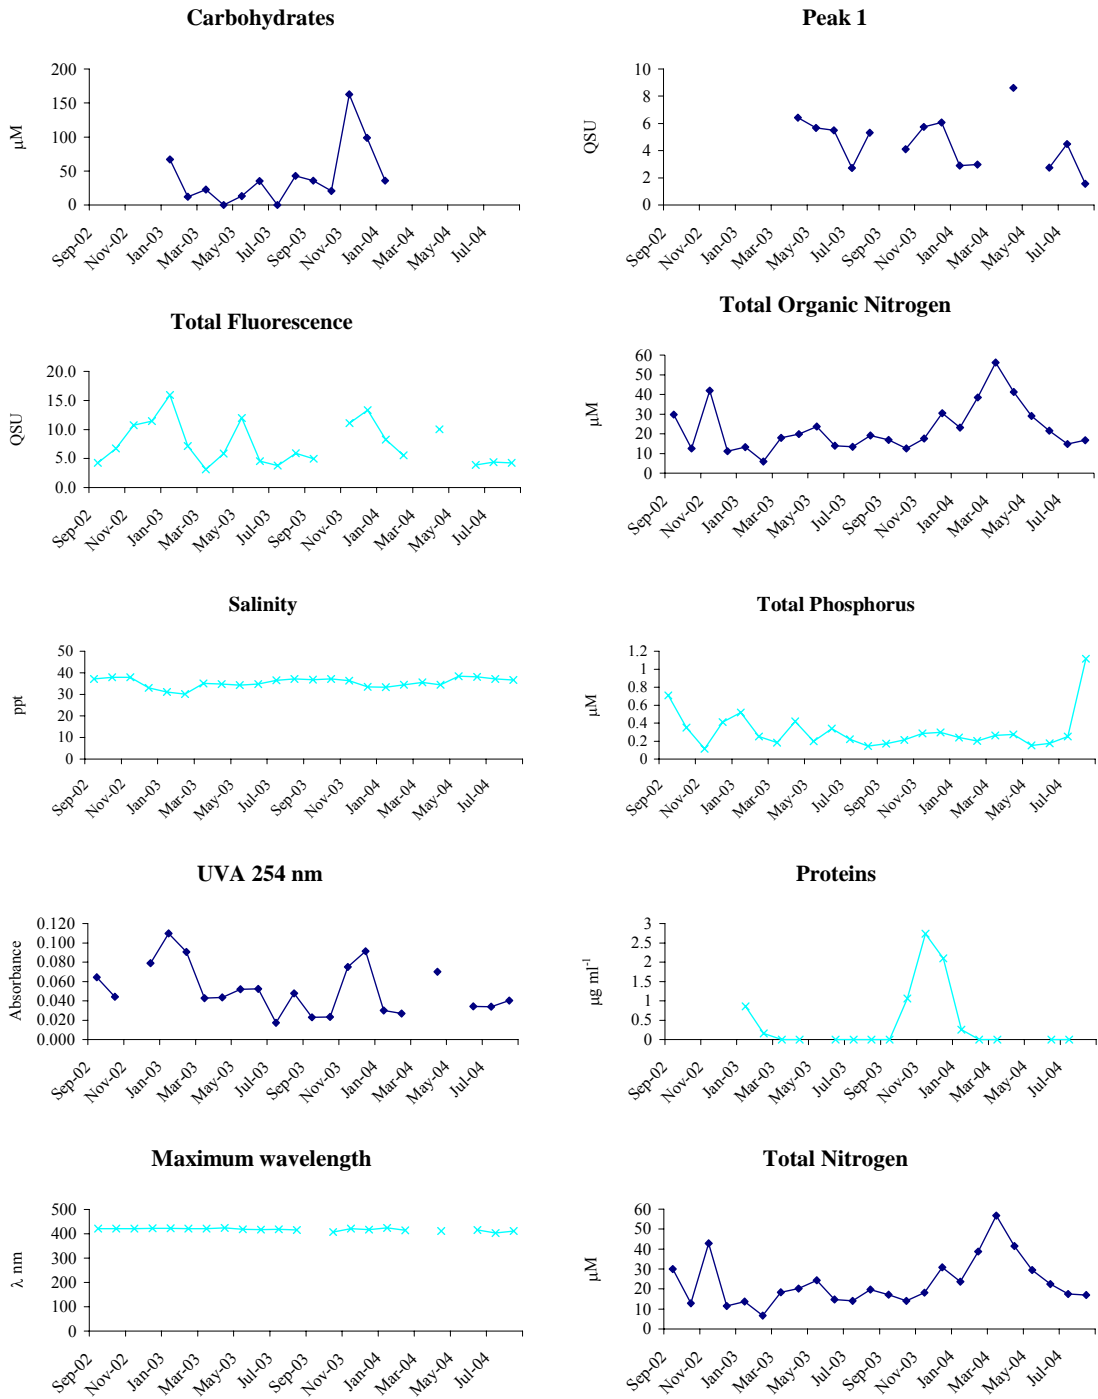 Carbohydrates
µM
200
150
100
50
0
Sep-02 Nov-02 Jan-03 Mar-03 May-03 Jul-03 Sep-03 Nov-03 Jan-04 Mar-04 May-04 Jul-04
Peak 1
QSU
10
8
6
4
2
0
Sep-02 Nov-02 Jan-03 Mar-03 May-03 Jul-03 Sep-03 Nov-03 Jan-04 Mar-04 May-04 Jul-04
Total Fluorescence
QSU
20.0
15.0
10.0
5.0
0.0
Sep-02 Nov-02 Jan-03 Mar-03 May-03 Jul-03 Sep-03 Nov-03 Jan-04 Mar-04 May-04 Jul-04
Total Organic Nitrogen
µM
60
50
40
30
20
10
0
Sep-02 Nov-02 Jan-03 Mar-03 May-03 Jul-03 Sep-03 Nov-03 Jan-04 Mar-04 May-04 Jul-04
Salinity
ppt
50
40
30
20
10
0
Sep-02 Nov-02 Jan-03 Mar-03 May-03 Jul-03 Sep-03 Nov-03 Jan-04 Mar-04 May-04 Jul-04
Total Phosphorus
µM
1.2
1
0.8
0.6
0.4
0.2
0
Sep-02 Nov-02 Jan-03 Mar-03 May-03 Jul-03 Sep-03 Nov-03 Jan-04 Mar-04 May-04 Jul-04
UVA 254 nm
Absorbance
0.120
0.100
0.080
0.060
0.040
0.020
0.000
Sep-02 Nov-02 Jan-03 Mar-03 May-03 Jul-03 Sep-03 Nov-03 Jan-04 Mar-04 May-04 Jul-04
Proteins
µg ml⁻¹
3
2.5
2
1.5
1
0.5
0
Sep-02 Nov-02 Jan-03 Mar-03 May-03 Jul-03 Sep-03 Nov-03 Jan-04 Mar-04 May-04 Jul-04
Maximum wavelength
λ nm
500
400
300
200
100
0
Sep-02 Nov-02 Jan-03 Mar-03 May-03 Jul-03 Sep-03 Nov-03 Jan-04 Mar-04 May-04 Jul-04
Total Nitrogen
µM
60
50
40
30
20
10
0
Sep-02 Nov-02 Jan-03 Mar-03 May-03 Jul-03 Sep-03 Nov-03 Jan-04 Mar-04 May-04 Jul-04